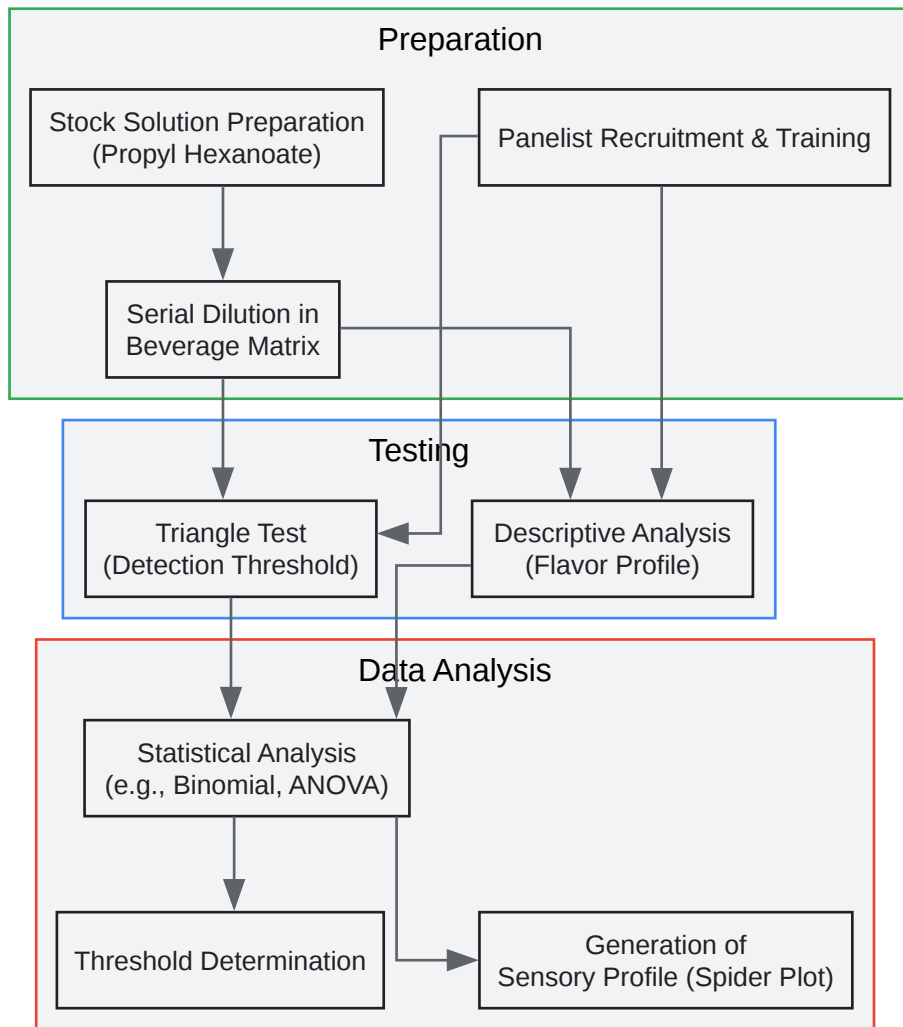 Preparation
Stock Solution Preparation
(Propyl Hexanoate)
Panelist Recruitment & Training
Serial Dilution in
Beverage Matrix
Testing
Triangle Test
(Detection Threshold)
Descriptive Analysis
(Flavor Profile)
Data Analysis
Statistical Analysis
(e.g., Binomial, ANOVA)
Threshold Determination
Generation of
Sensory Profile (Spider Plot)